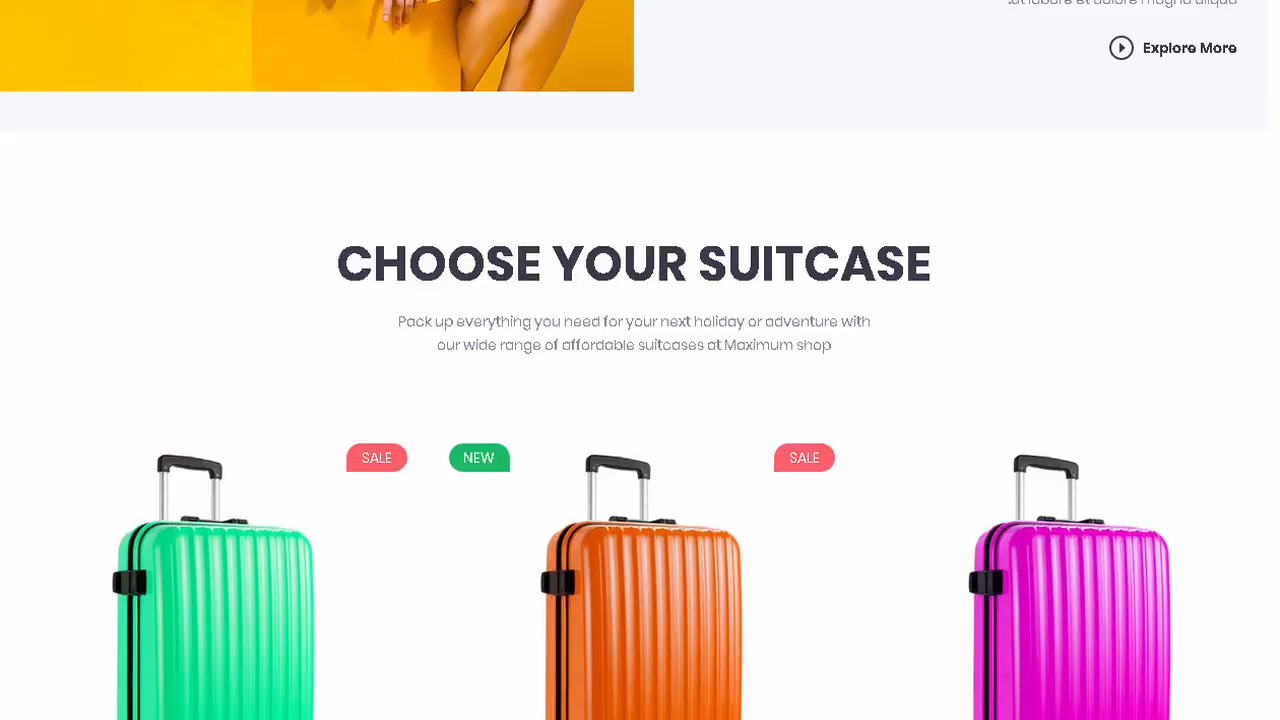 Explore More
CHOOSE YOUR SUITCASE
Pack up everything you need for your next holiday or adventure with
our wide range of affordable suitcases at Maximum shop
SALE
NEW
SALE